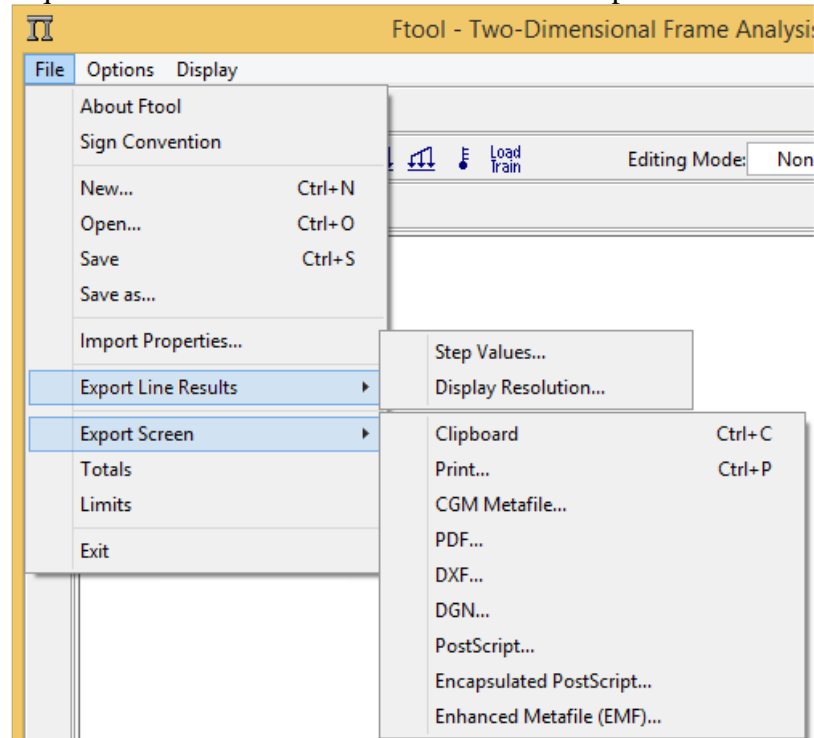 Ftool - Two-Dimensional Frame Analysis
File Options Display
About Ftool
Sign Convention
Load Train
Editing Mode: Non
New... Ctrl+N
Open... Ctrl+O
Save Ctrl+S
Save as...
Import Properties...
Export Line Results
Step Values...
Display Resolution...
Export Screen
Clipboard Ctrl+C
Print... Ctrl+P
CGM Metafile...
PDF...
DXF...
DGN...
PostScript...
Encapsulated PostScript...
Enhanced Metafile (EMF)...
Totals
Limits
Exit